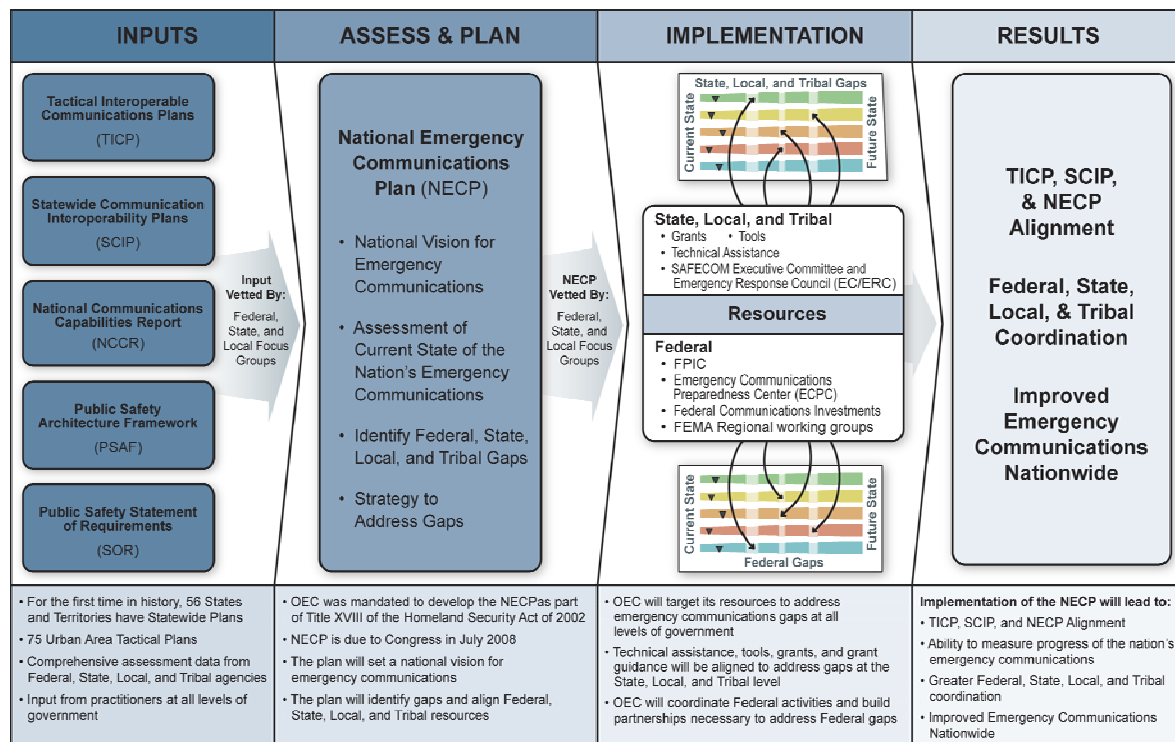 INPUTS
ASSESS & PLAN
IMPLEMENTATION
RESULTS
Tactical Interoperable
Communications Plans
(TICP)
Statewide Communication
Interoperability Plans
(SCIP)
National Communications
Capabilities Report
(NCCR)
Public Safety
Architecture Framework
(PSAF)
Public Safety Statement
of Requirements
(SOR)
Input
Vetted By:
Federal,
State, and
Local Focus
Groups
National Emergency
Communications
Plan (NECP)
• National Vision for
Emergency
Communications
• Assessment of
Current State of the
Nation's Emergency
Communications
• Identify Federal, State,
Local, and Tribal Gaps
• Strategy to
Address Gaps
NECP
Vetted By:
Federal,
State, and
Local Focus
Groups
State, Local, and Tribal Gaps
Current State
Future State
State, Local, and Tribal
• Grants • Tools
• Technical Assistance
• SAFECOM Executive Committee and
Emergency Response Council (EC/ERC)
Resources
Federal
• FPIC
• Emergency Communications
Preparedness Center (ECPC)
• Federal Communications Investments
• FEMA Regional working groups
Current State
Future State
Federal Gaps
TICP, SCIP,
& NECP
Alignment
Federal, State,
Local, & Tribal
Coordination
Improved
Emergency
Communications
Nationwide
• For the first time in history, 56 States
and Territories have Statewide Plans
• 75 Urban Area Tactical Plans
• Comprehensive assessment data from
Federal, State, Local, and Tribal agencies
• Input from practitioners at all levels of
government
• OEC was mandated to develop the NECPas part
of Title XVIII of the Homeland Security Act of 2002
• NECP is due to Congress in July 2008
• The plan will set a national vision for
emergency communications
• The plan will identify gaps and align Federal,
State, Local, and Tribal resources
• OEC will target its resources to address
emergency communications gaps at all
levels of government
• Technical assistance, tools, grants, and grant
guidance will be aligned to address gaps at the
State, Local, and Tribal level
• OEC will coordinate Federal activities and build
partnerships necessary to address Federal gaps
Implementation of the NECP will lead to:
• TICP, SCIP, and NECP Alignment
• Ability to measure progress of the nation's
emergency communications
• Greater Federal, State, Local, and Tribal
coordination
• Improved Emergency Communications
Nationwide